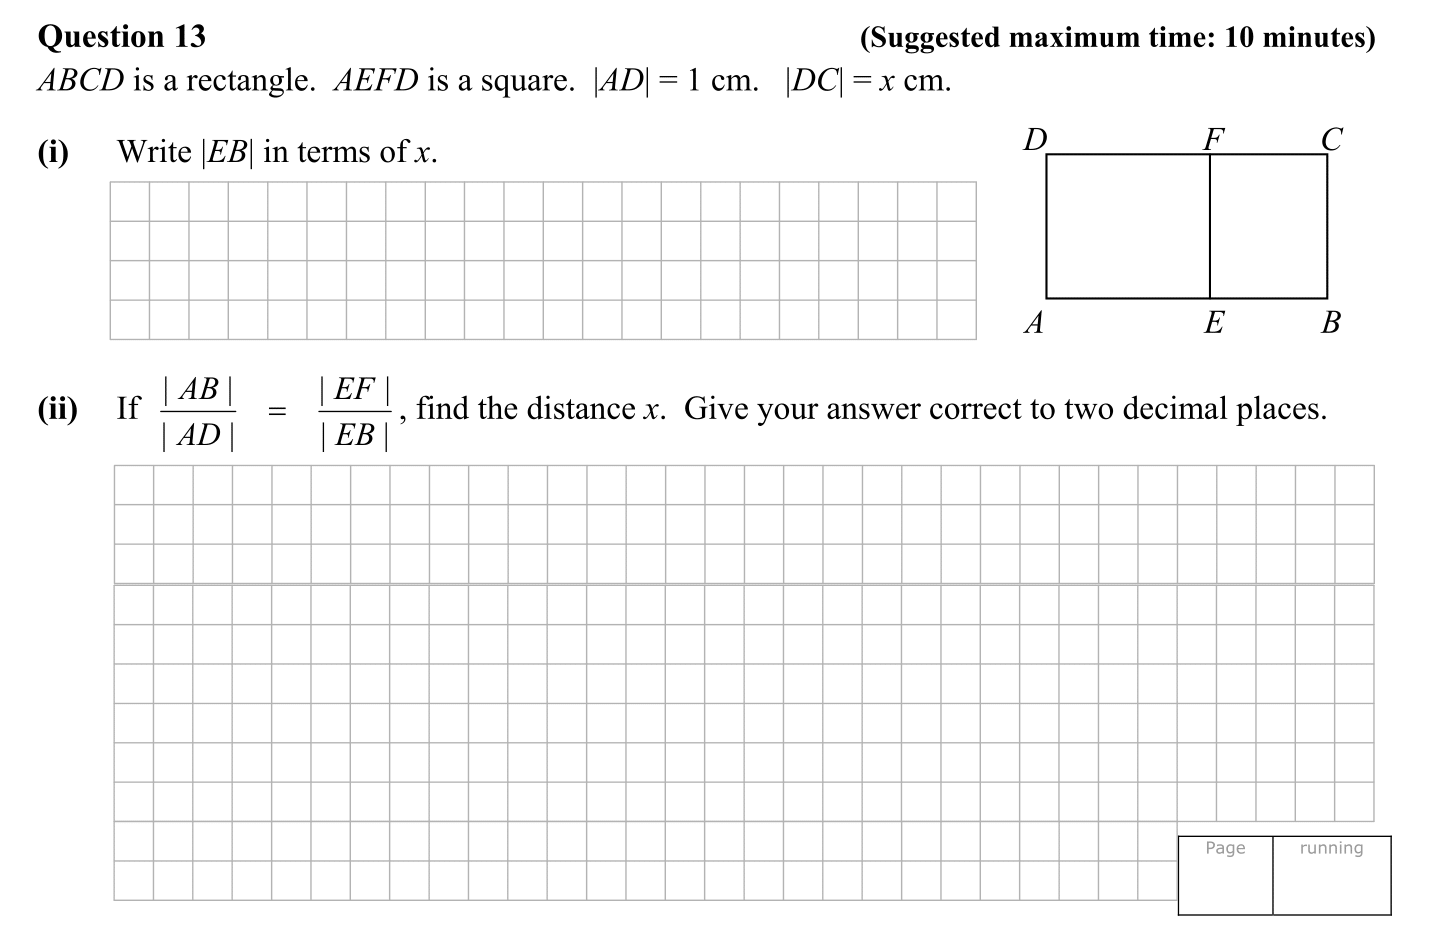 Question 13 (Suggested maximum time: 10 minutes)
ABCD is a rectangle. AEFD is a square. |AD| = 1 cm. |DC| = x cm.
(i) Write |EB| in terms of x.
D F C
A E B
(ii) If | AB | / | AD | = | EF | / | EB | , find the distance x. Give your answer correct to two decimal places.
Page running